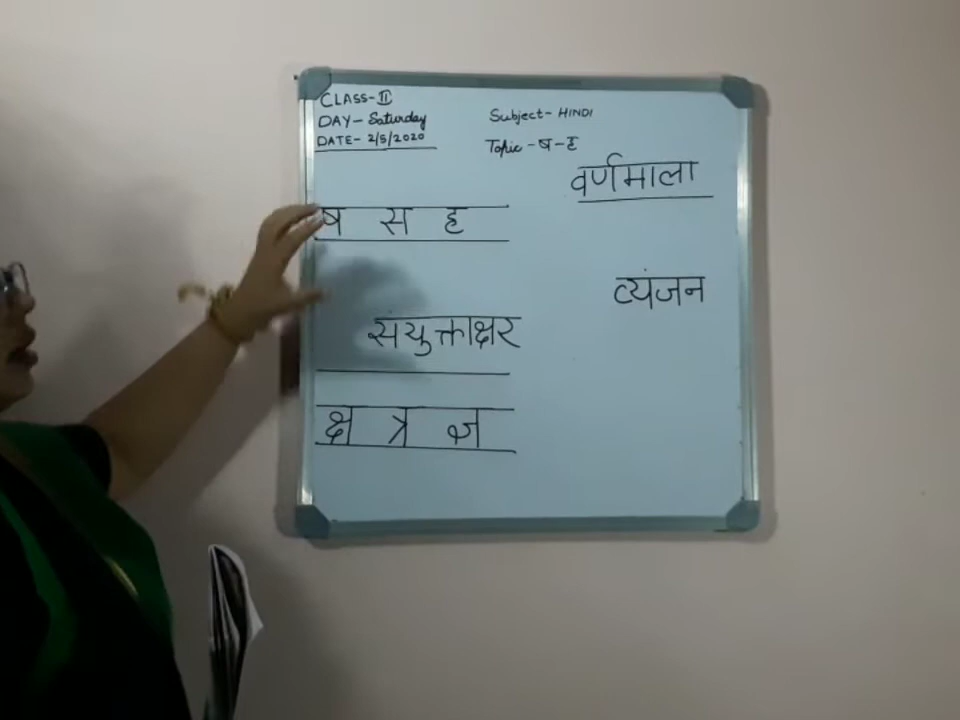 CLASS-II
DAY-Saturday
DATE-2/5/2020
Subject-HINDI
Topic-ष-ह
वर्णमाला
ष स ह
व्यंजन
संयुक्ताक्षर
क्ष त्र ज्ञ